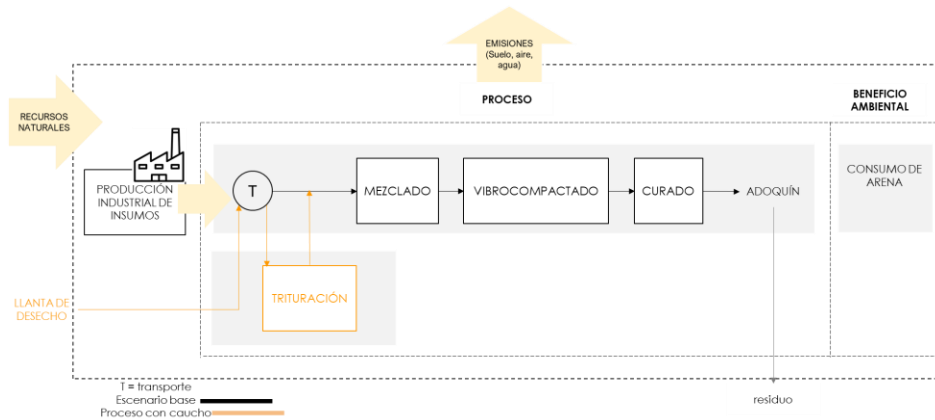 EMISIONES
(Suelo, aire,
agua)
PROCESO
BENEFICIO
AMBIENTAL
RECURSOS
NATURALES
PRODUCCIÓN
INDUSTRIAL DE
INSUMOS
T
MEZCLADO
VIBROCOMPACTADO
CURADO
ADOQUÍN
CONSUMO DE
ARENA
TRITURACIÓN
LLANTA DE
DESECHO
T = transporte
Escenario base
Proceso con caucho
residuo